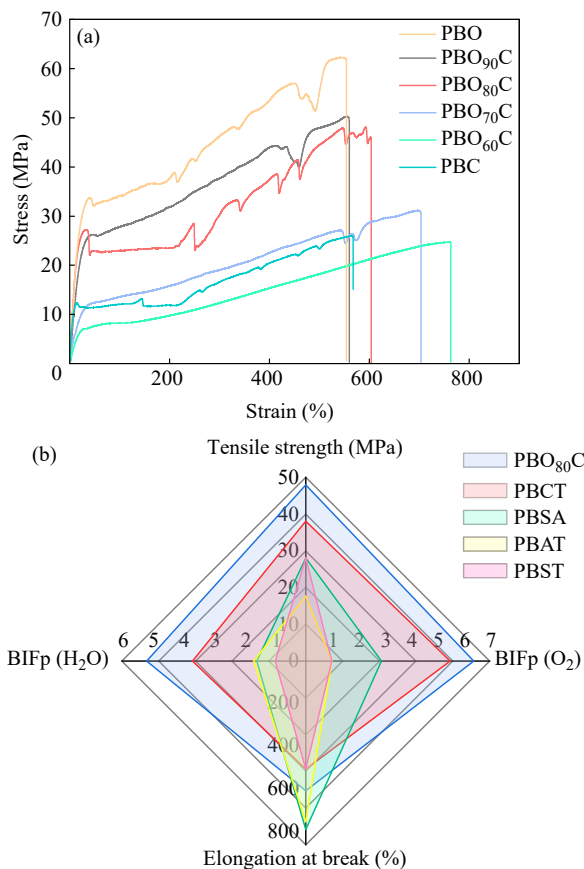 (a)
PBO
PBO₉₀C
PBO₈₀C
PBO₇₀C
PBO₆₀C
PBC
70
60
50
40
30
20
10
0
Stress (MPa)
200
400
600
800
Strain (%)
(b)
Tensile strength (MPa)
PBO₈₀C
PBCT
PBSA
PBAT
PBST
50
40
30
20
10
0
6 5 4 3 2 1
1 2 3 4 5 6 7
BIFp (H₂O)
BIFp (O₂)
200
400
600
800
Elongation at break (%)